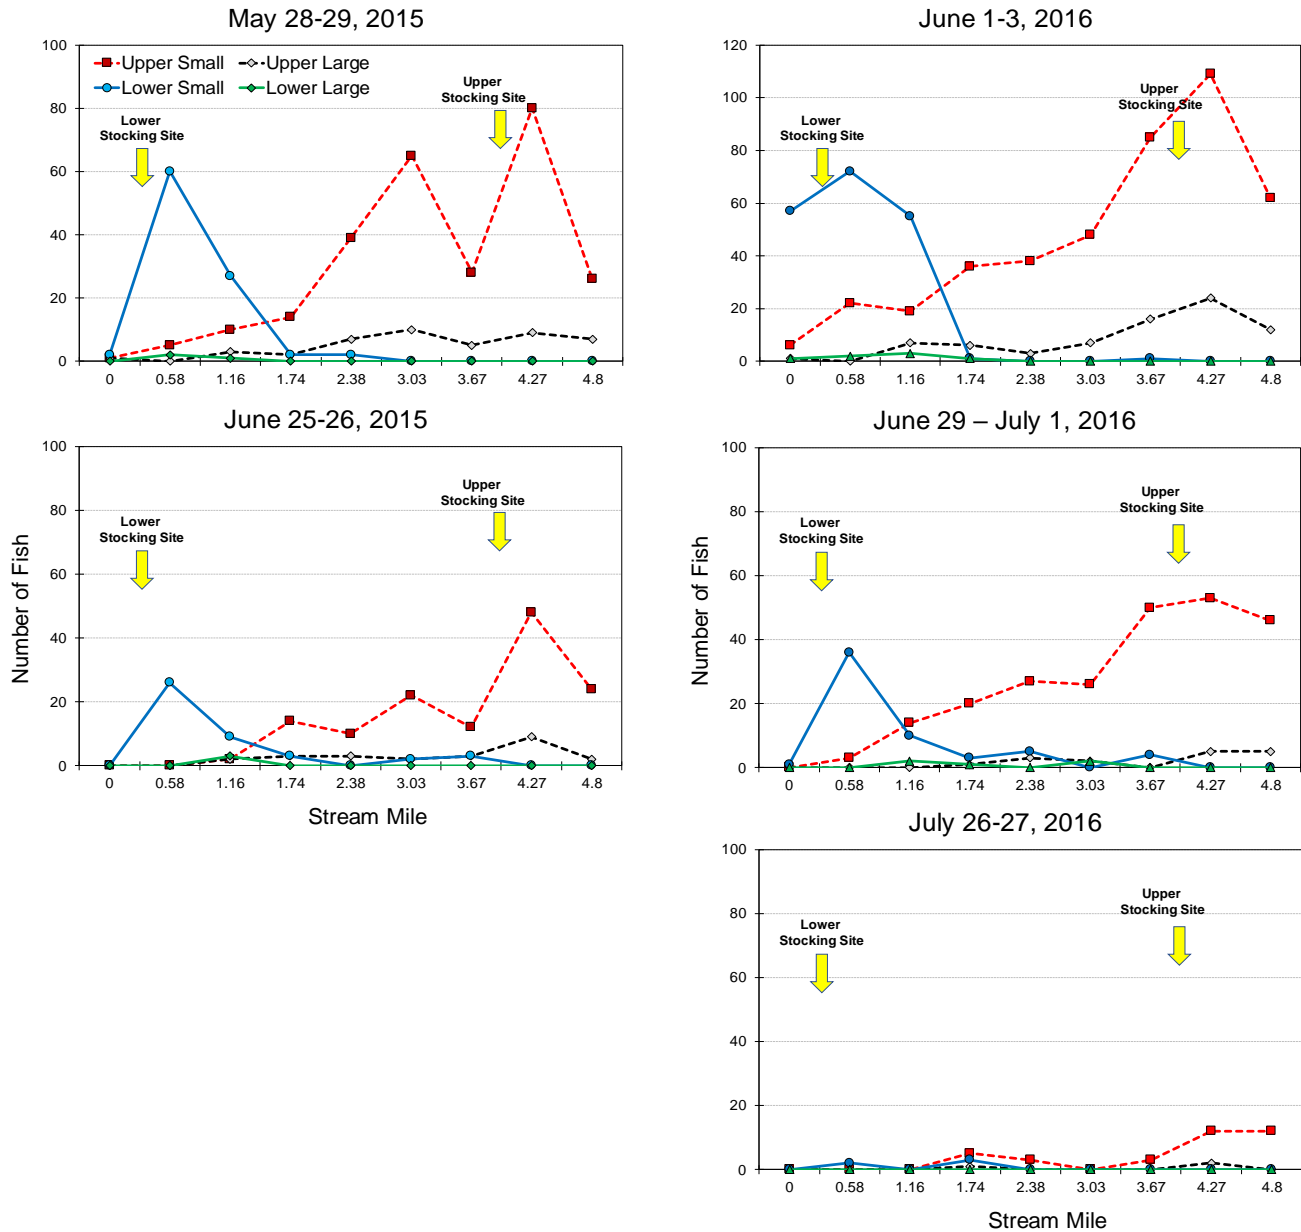 May 28-29, 2015
100
80
60
40
20
0
Upper Small
Upper Large
Lower Small
Lower Large
Lower
Stocking Site
Upper
Stocking Site
0 0.58 1.16 1.74 2.38 3.03 3.67 4.27 4.8
June 1-3, 2016
120
100
80
60
40
20
0
Lower
Stocking Site
Upper
Stocking Site
0 0.58 1.16 1.74 2.38 3.03 3.67 4.27 4.8
June 25-26, 2015
100
80
60
40
20
0
Number of Fish
Lower
Stocking Site
Upper
Stocking Site
0 0.58 1.16 1.74 2.38 3.03 3.67 4.27 4.8
Stream Mile
June 29 – July 1, 2016
100
80
60
40
20
0
Number of Fish
Lower
Stocking Site
Upper
Stocking Site
0 0.58 1.16 1.74 2.38 3.03 3.67 4.27 4.8
July 26-27, 2016
100
80
60
40
20
0
Lower
Stocking Site
Upper
Stocking Site
0 0.58 1.16 1.74 2.38 3.03 3.67 4.27 4.8
Stream Mile